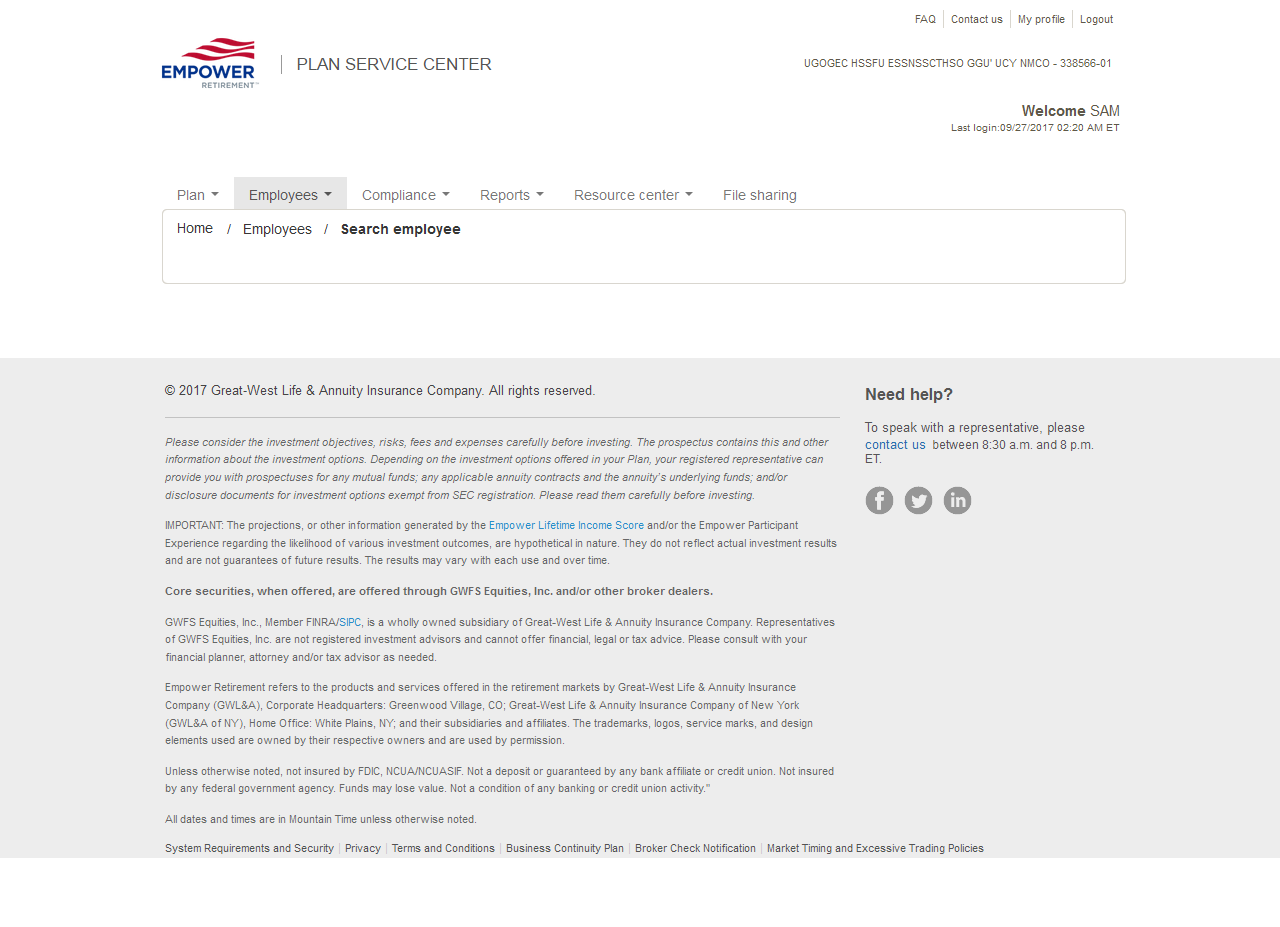 FAQ Contact us My profile Logout
EMPOWER
RETIREMENT™
PLAN SERVICE CENTER
UGOGEC HSSFU ESSNSSCTHSO GGU' UCY NMCO - 338566-01
Welcome SAM
Last login:09/27/2017 02:20 AM ET
Plan Employees Compliance Reports Resource center File sharing
Home / Employees / Search employee
© 2017 Great-West Life & Annuity Insurance Company. All rights reserved.
Please consider the investment objectives, risks, fees and expenses carefully before investing. The prospectus contains this and other
information about the investment options. Depending on the investment options offered in your Plan, your registered representative can
provide you with prospectuses for any mutual funds; any applicable annuity contracts and the annuity's underlying funds; and/or
disclosure documents for investment options exempt from SEC registration. Please read them carefully before investing.
IMPORTANT: The projections, or other information generated by the Empower Lifetime Income Score and/or the Empower Participant
Experience regarding the likelihood of various investment outcomes, are hypothetical in nature. They do not reflect actual investment results
and are not guarantees of future results. The results may vary with each use and over time.
Core securities, when offered, are offered through GWFS Equities, Inc. and/or other broker dealers.
GWFS Equities, Inc., Member FINRA/SIPC, is a wholly owned subsidiary of Great-West Life & Annuity Insurance Company. Representatives
of GWFS Equities, Inc. are not registered investment advisors and cannot offer financial, legal or tax advice. Please consult with your
financial planner, attorney and/or tax advisor as needed.
Empower Retirement refers to the products and services offered in the retirement markets by Great-West Life & Annuity Insurance
Company (GWL&A), Corporate Headquarters: Greenwood Village, CO; Great-West Life & Annuity Insurance Company of New York
(GWL&A of NY), Home Office: White Plains, NY; and their subsidiaries and affiliates. The trademarks, logos, service marks, and design
elements used are owned by their respective owners and are used by permission.
Unless otherwise noted, not insured by FDIC, NCUA/NCUASIF. Not a deposit or guaranteed by any bank affiliate or credit union. Not insured
by any federal government agency. Funds may lose value. Not a condition of any banking or credit union activity."
All dates and times are in Mountain Time unless otherwise noted.
System Requirements and Security Privacy Terms and Conditions Business Continuity Plan Broker Check Notification Market Timing and Excessive Trading Policies
Need help?
To speak with a representative, please
contact us between 8:30 a.m. and 8 p.m.
ET.
f in